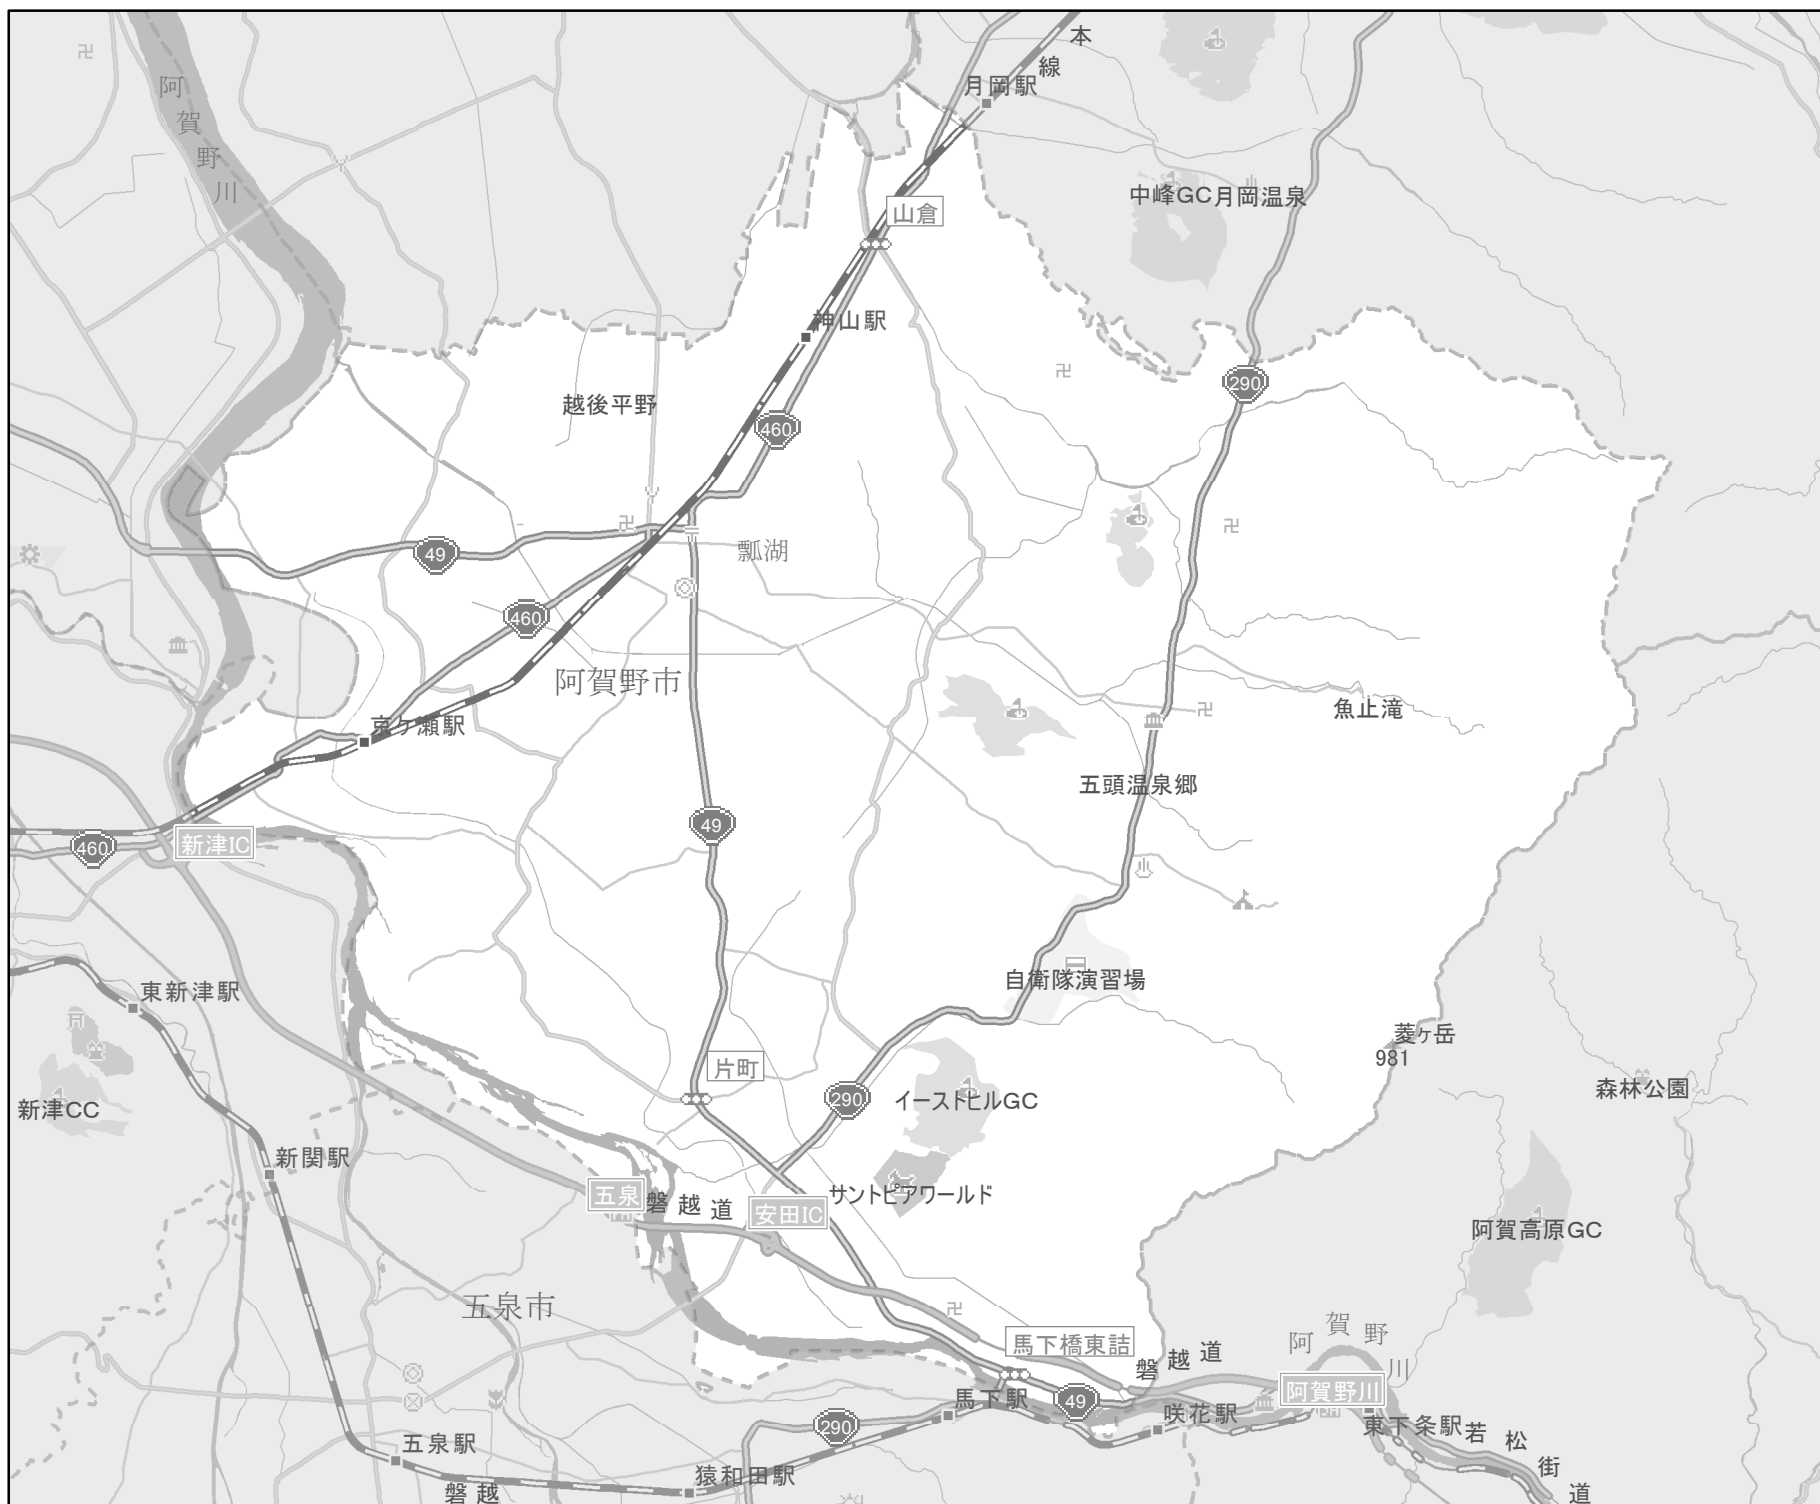 本
線
月岡駅
阿
賀
野
川
中峰GC
月岡温泉
山倉
神山駅
290
越後平野
460
49
瓢湖
460
阿賀野市
魚止滝
京ケ瀬駅
五頭温泉郷
49
新津IC
460
自衛隊演習場
東新津駅
菱ヶ岳
981
片町
290
イーストヒルGC
森林公園
新津CC
新関駅
五泉
磐越道
安田IC
サントピアワールド
阿賀高原GC
五泉市
馬下橋東詰
磐越道
阿
賀
野
川
阿賀野川
49
馬下駅
咲花駅
東下条駅
若松街道
290
五泉駅
猿和田駅
磐越